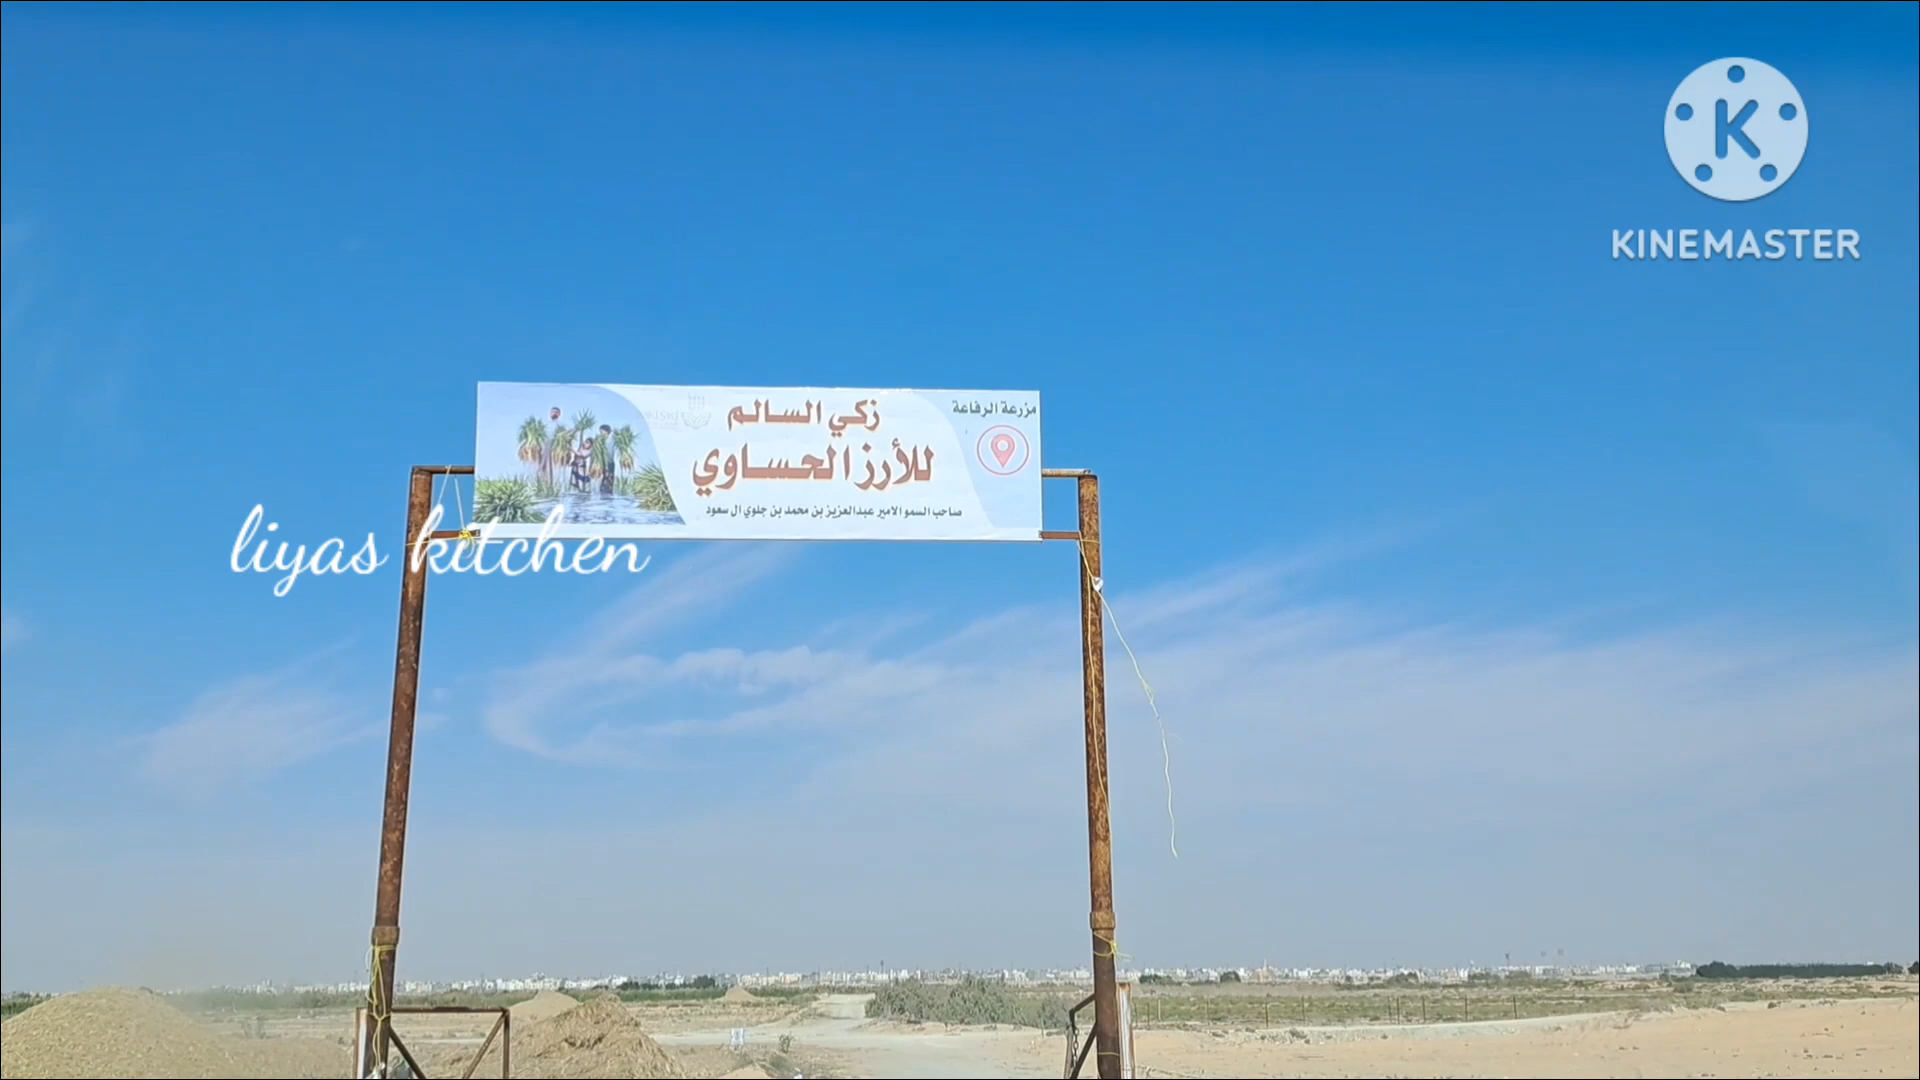 K
KINEMASTER
مزرعة الرفاعة
زكي السالم
للأرز الحساوي
صاحب السمو الامير عبدالعزيز بن محمد بن جلوي ال سعود
liyas kitchen